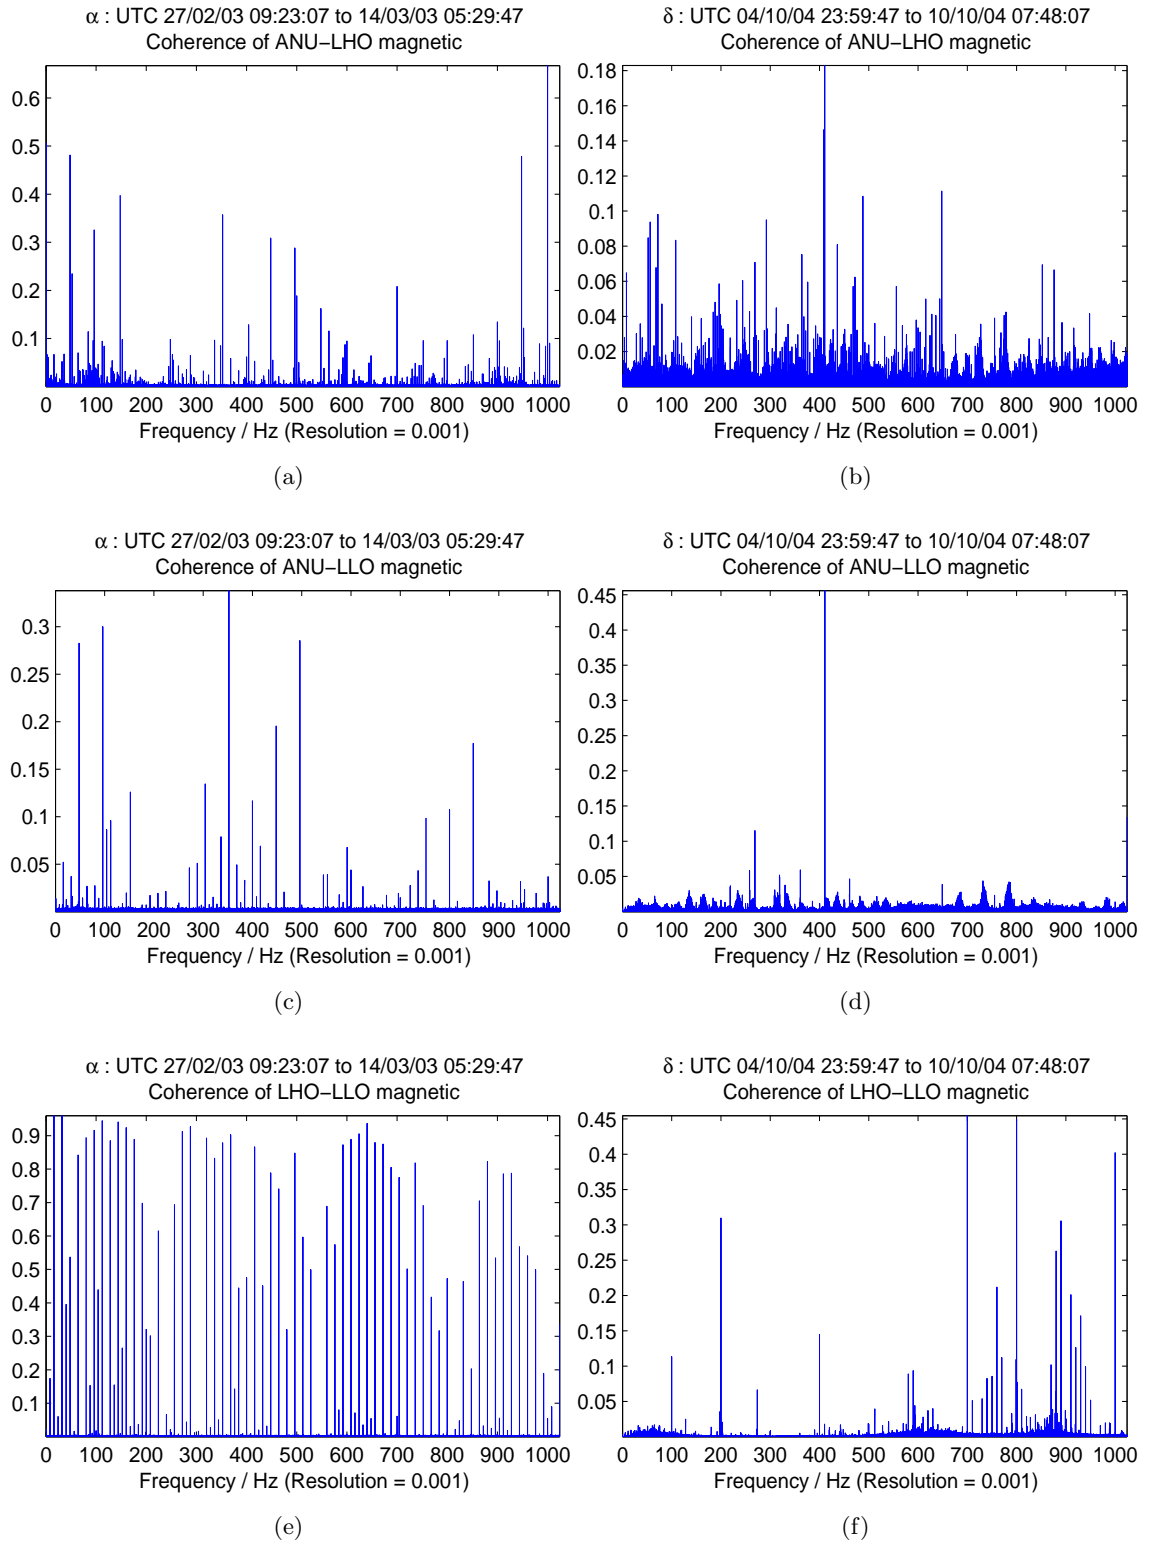 α : UTC 27/02/03 09:23:07 to 14/03/03 05:29:47
Coherence of ANU−LHO magnetic
0.6
0.5
0.4
0.3
0.2
0.1
0 100 200 300 400 500 600 700 800 900 1000
Frequency / Hz (Resolution = 0.001)
(a)
δ : UTC 04/10/04 23:59:47 to 10/10/04 07:48:07
Coherence of ANU−LHO magnetic
0.18
0.16
0.14
0.12
0.1
0.08
0.06
0.04
0.02
0 100 200 300 400 500 600 700 800 900 1000
Frequency / Hz (Resolution = 0.001)
(b)
α : UTC 27/02/03 09:23:07 to 14/03/03 05:29:47
Coherence of ANU−LLO magnetic
0.3
0.25
0.2
0.15
0.1
0.05
0 100 200 300 400 500 600 700 800 900 1000
Frequency / Hz (Resolution = 0.001)
(c)
δ : UTC 04/10/04 23:59:47 to 10/10/04 07:48:07
Coherence of ANU−LLO magnetic
0.45
0.4
0.35
0.3
0.25
0.2
0.15
0.1
0.05
0 100 200 300 400 500 600 700 800 900 1000
Frequency / Hz (Resolution = 0.001)
(d)
α : UTC 27/02/03 09:23:07 to 14/03/03 05:29:47
Coherence of LHO−LLO magnetic
0.9
0.8
0.7
0.6
0.5
0.4
0.3
0.2
0.1
0 100 200 300 400 500 600 700 800 900 1000
Frequency / Hz (Resolution = 0.001)
(e)
δ : UTC 04/10/04 23:59:47 to 10/10/04 07:48:07
Coherence of LHO−LLO magnetic
0.45
0.4
0.35
0.3
0.25
0.2
0.15
0.1
0.05
0 100 200 300 400 500 600 700 800 900 1000
Frequency / Hz (Resolution = 0.001)
(f)